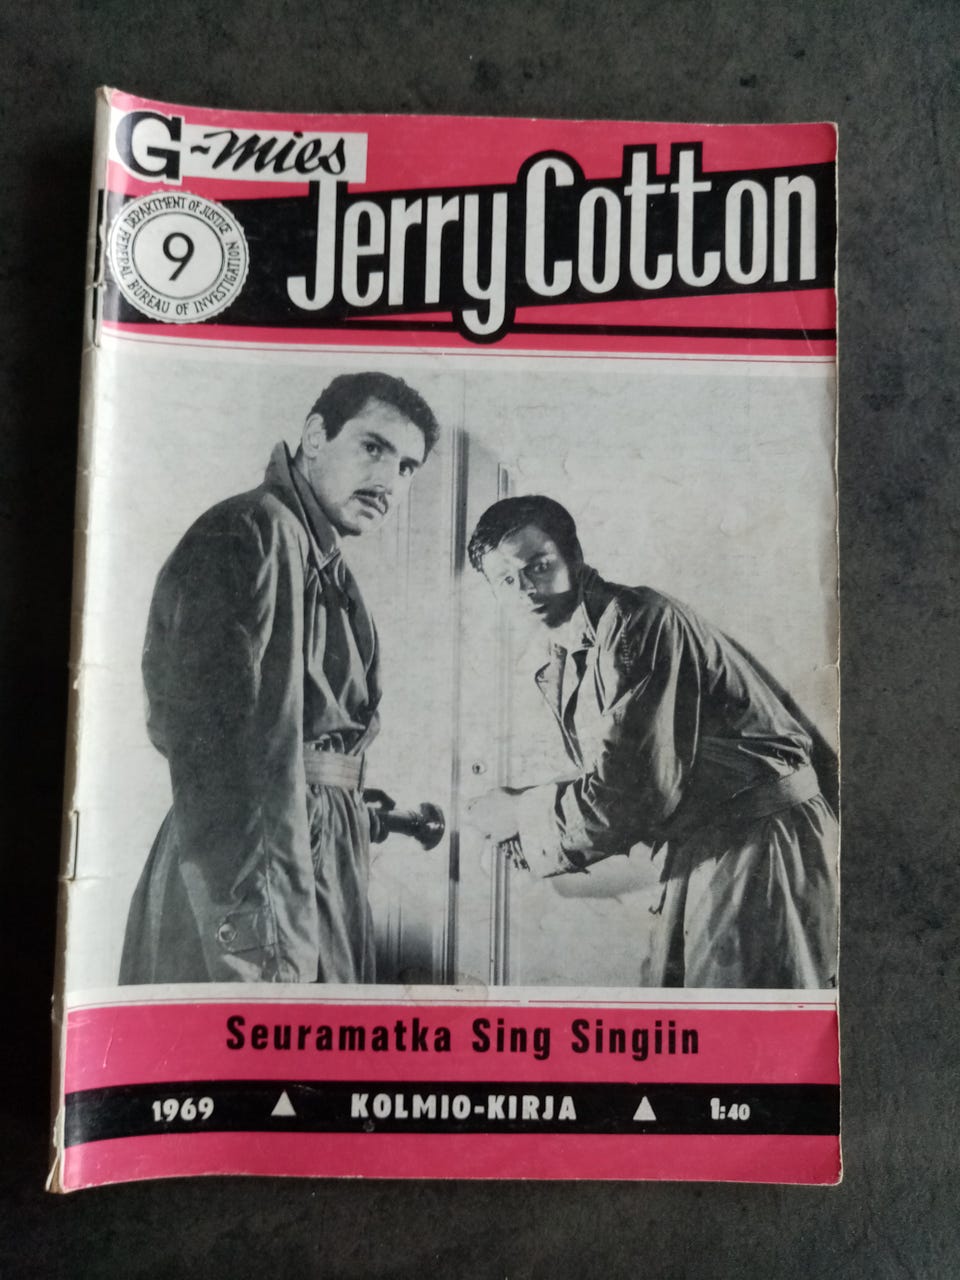 G-mies
Jerry Cotton
DEPARTMENT OF JUSTICE
9
FEDERAL BUREAU OF INVESTIGATION
Seuramatka Sing Singiin
1969 ▲ KOLMIO-KIRJA ▲ 1:40